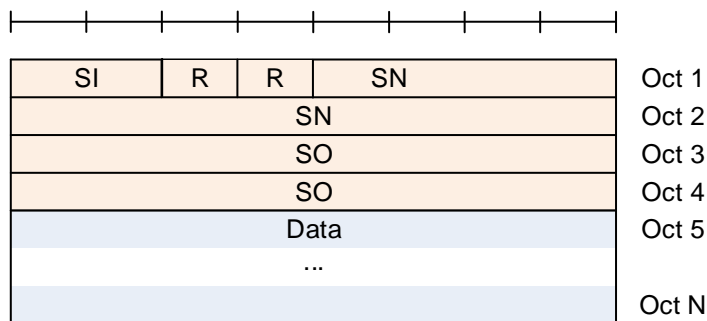 SI R R SN Oct 1
SN Oct 2
SO Oct 3
SO Oct 4
Data Oct 5
...
Oct N